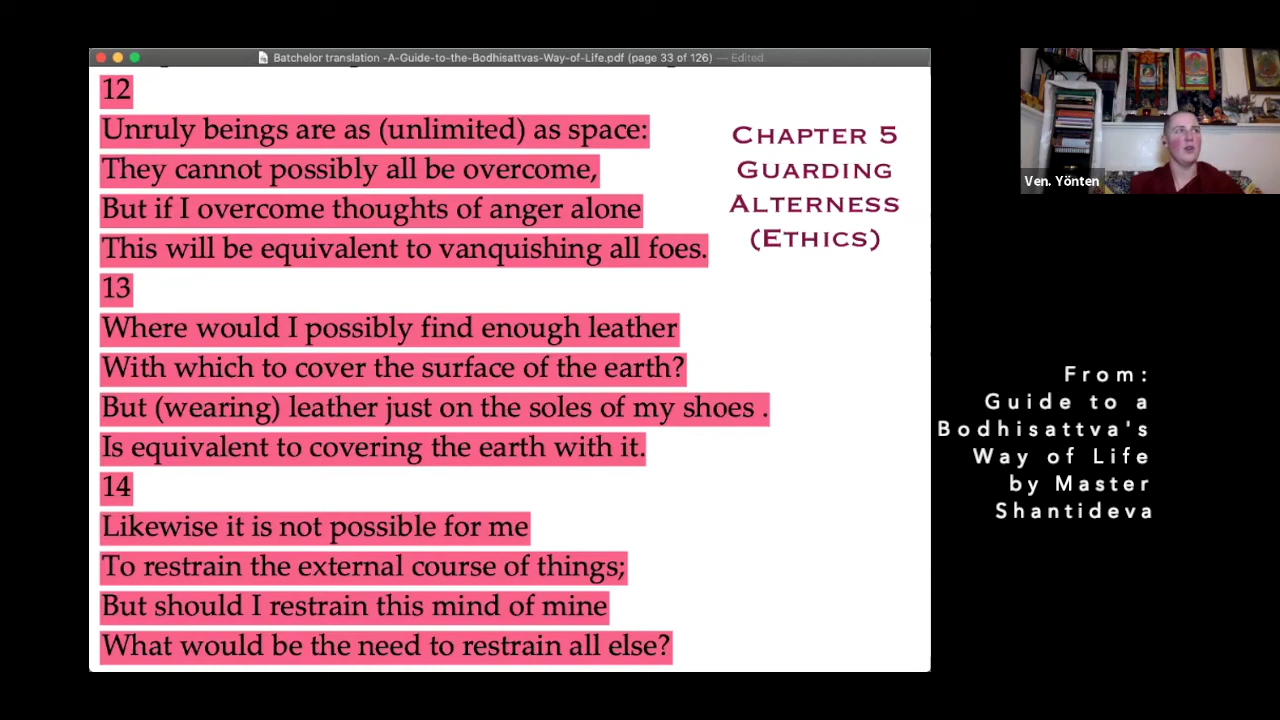 Batchelor translation -A-Guide-to-the-Bodhisattvas-Way-of-Life.pdf (page 33 of 126) — Edited
12
Unruly beings are as (unlimited) as space:
They cannot possibly all be overcome,
But if I overcome thoughts of anger alone
This will be equivalent to vanquishing all foes.
13
Where would I possibly find enough leather
With which to cover the surface of the earth?
But (wearing) leather just on the soles of my shoes .
Is equivalent to covering the earth with it.
14
Likewise it is not possible for me
To restrain the external course of things;
But should I restrain this mind of mine
What would be the need to restrain all else?
Chapter 5
Guarding
Alterness
(Ethics)
Ven. Yönten
From:
Guide to a
Bodhisattva's
Way of Life
by Master
Shantideva